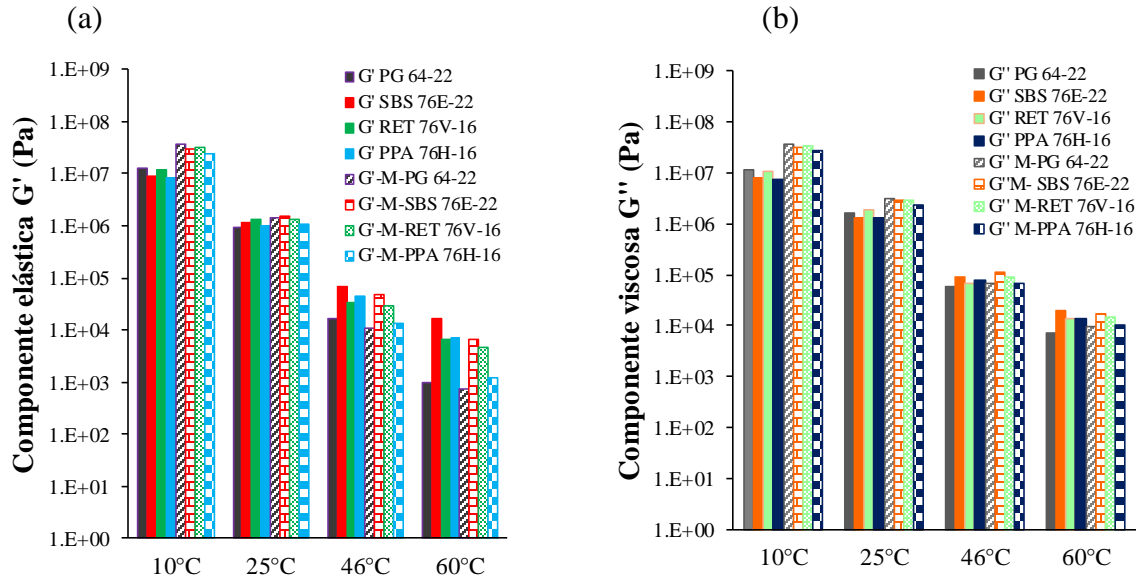 (a)
Componente elástica G' (Pa)
1.E+09
1.E+08
1.E+07
1.E+06
1.E+05
1.E+04
1.E+03
1.E+02
1.E+01
1.E+00
G' PG 64-22
G' SBS 76E-22
G' RET 76V-16
G' PPA 76H-16
G'-M-PG 64-22
G'-M-SBS 76E-22
G'-M-RET 76V-16
G'-M-PPA 76H-16
10°C 25°C 46°C 60°C
(b)
Componente viscosa G'' (Pa)
1.E+09
1.E+08
1.E+07
1.E+06
1.E+05
1.E+04
1.E+03
1.E+02
1.E+01
1.E+00
G'' PG 64-22
G'' SBS 76E-22
G'' RET 76V-16
G'' PPA 76H-16
G'' M-PG 64-22
G''M- SBS 76E-22
G'' M-RET 76V-16
G'' M-PPA 76H-16
10°C 25°C 46°C 60°C